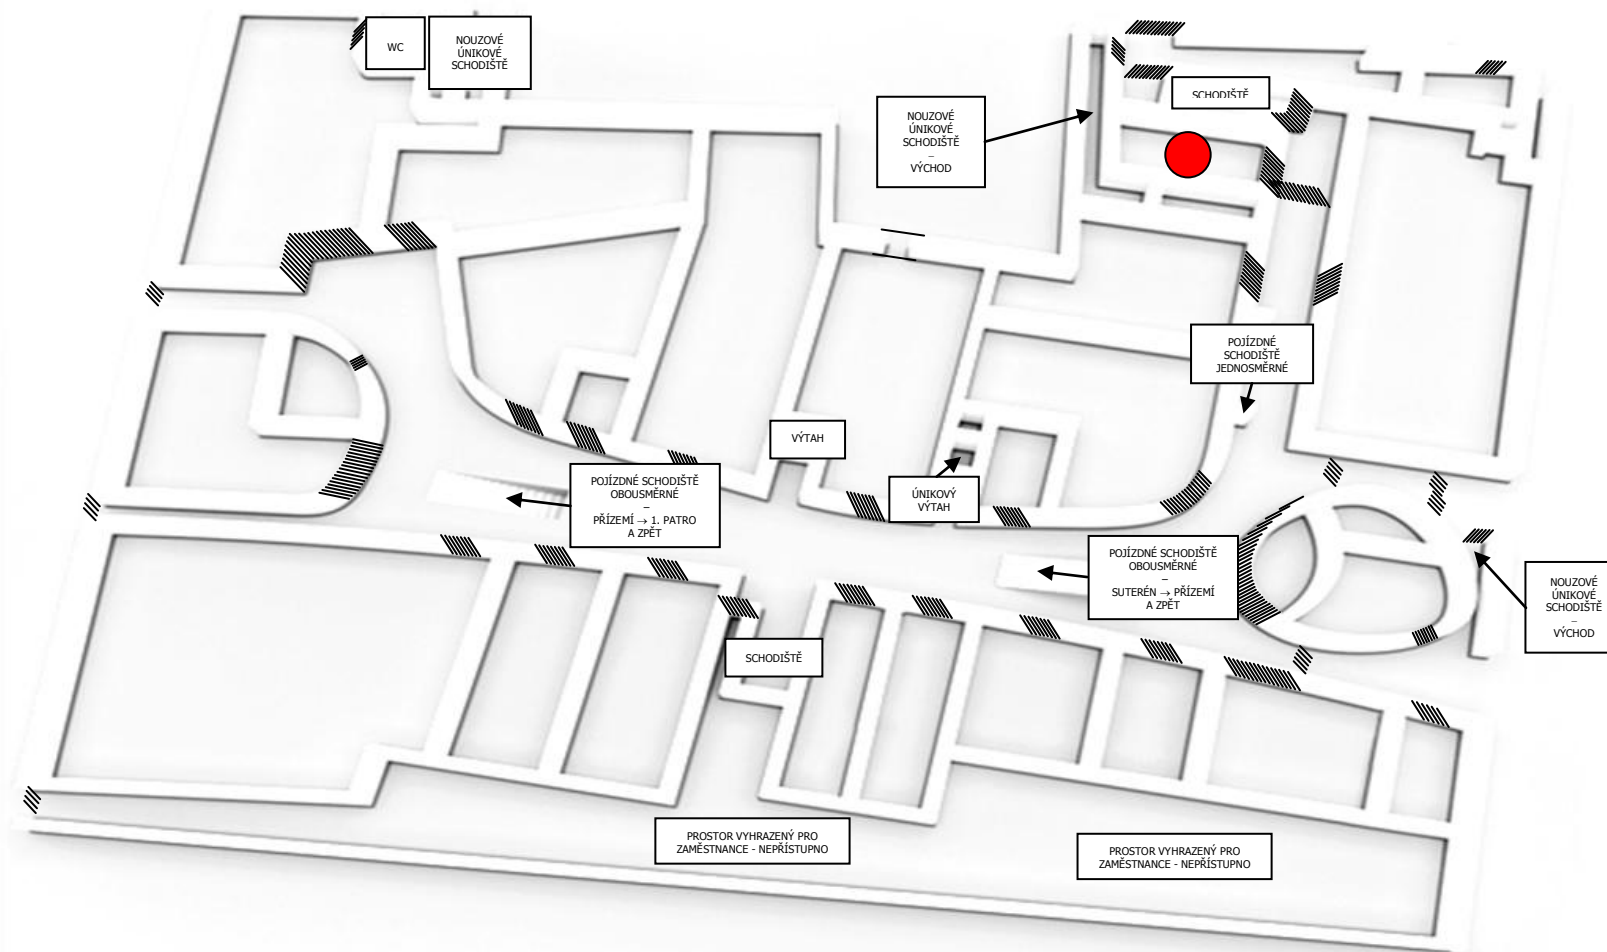 WC
NOUZOVÉ
ÚNIKOVÉ
SCHODIŠTĚ
NOUZOVÉ
ÚNIKOVÉ
SCHODIŠTĚ
–
VÝCHOD
SCHODIŠTĚ
POJÍZDNÉ
SCHODIŠTĚ
JEDNOSMĚRNÉ
VÝTAH
POJÍZDNÉ SCHODIŠTĚ
OBOUSMĚRNÉ
–
PŘÍZEMÍ → 1. PATRO
A ZPĚT
ÚNIKOVÝ
VÝTAH
POJÍZDNÉ SCHODIŠTĚ
OBOUSMĚRNÉ
–
SUTERÉN → PŘÍZEMÍ
A ZPĚT
NOUZOVÉ
ÚNIKOVÉ
SCHODIŠTĚ
–
VÝCHOD
SCHODIŠTĚ
PROSTOR VYHRAZENÝ PRO
ZAMĚSTNANCE - NEPŘÍSTUPNO
PROSTOR VYHRAZENÝ PRO
ZAMĚSTNANCE - NEPŘÍSTUPNO